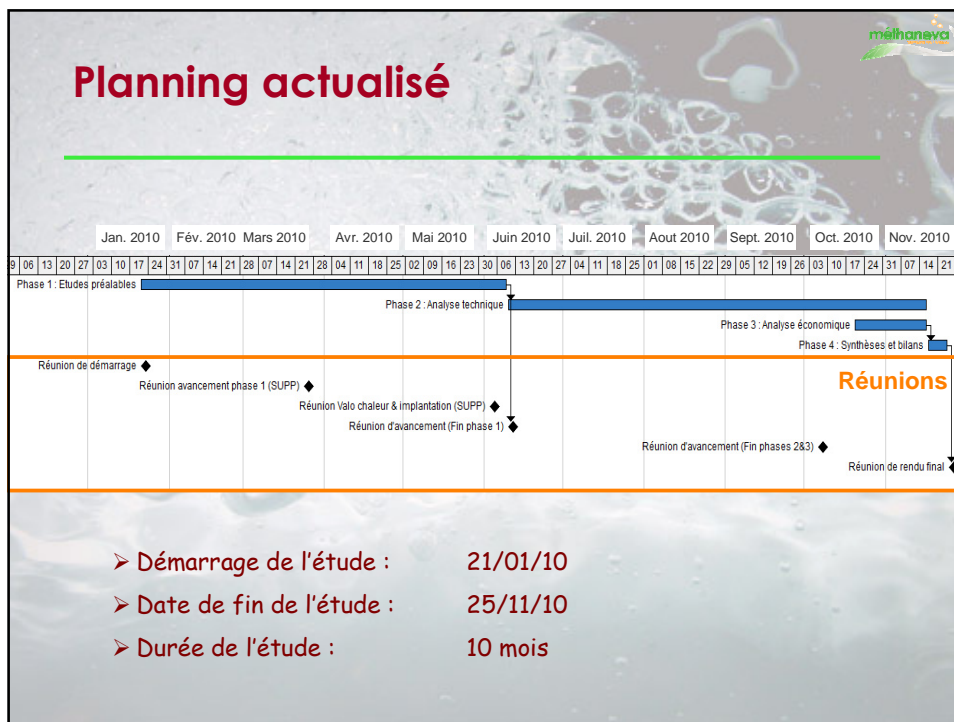 mélhaneva
Planning actualisé
Jan. 2010 Fév. 2010 Mars 2010 Avr. 2010 Mai 2010 Juin 2010 Juil. 2010 Aout 2010 Sept. 2010 Oct. 2010 Nov. 2010
9 06 13 20 27 03 10 17 24 31 07 14 21 28 07 14 21 28 04 11 18 25 02 09 16 23 30 06 13 20 27 04 11 18 25 01 08 15 22 29 05 12 19 26 03 10 17 24 31 07 14 21
Phase 1 : Etudes préalables
Phase 2 : Analyse technique
Phase 3 : Analyse économique
Phase 4 : Synthèses et bilans
Réunion de démarrage
Réunions
Réunion avancement phase 1 (SUPP)
Réunion Valo chaleur & implantation (SUPP)
Réunion d'avancement (Fin phase 1)
Réunion d'avancement (Fin phases 2&3)
Réunion de rendu final
➢ Démarrage de l'étude : 21/01/10
➢ Date de fin de l'étude : 25/11/10
➢ Durée de l'étude : 10 mois